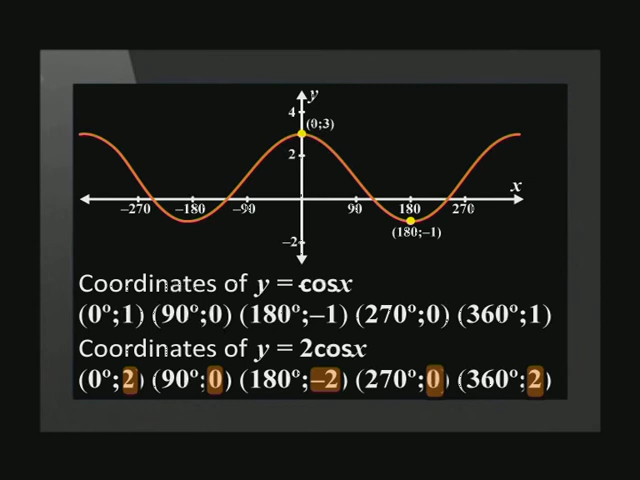 y
4
(0;3)
2
x
–270 –180 –90 90 180 270
(180;–1)
–2
Coordinates of y = cosx
(0º;1) (90º;0) (180º;–1) (270º;0) (360º;1)
Coordinates of y = 2cosx
(0º;2) (90º;0) (180º;–2) (270º;0) (360º;2)